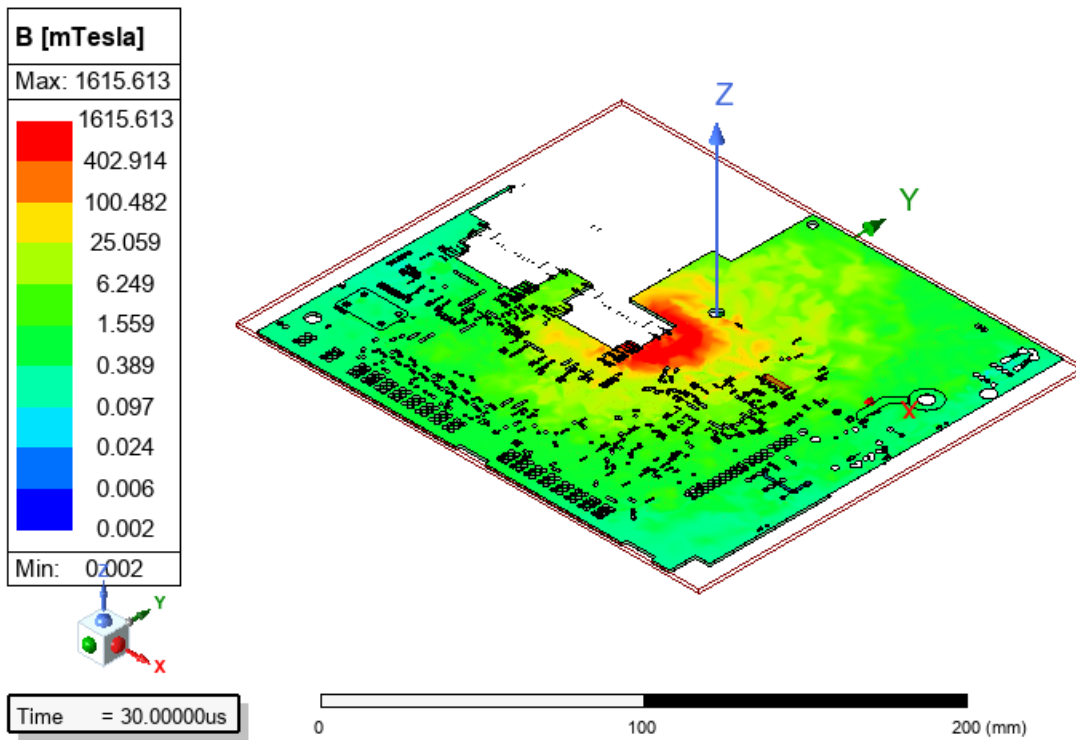 B [mTesla]
Max: 1615.613
1615.613
402.914
100.482
25.059
6.249
1.559
0.389
0.097
0.024
0.006
0.002
Min: 0.002
Z
Y
X
Z
Y
X
Time = 30.00000us
0 100 200 (mm)